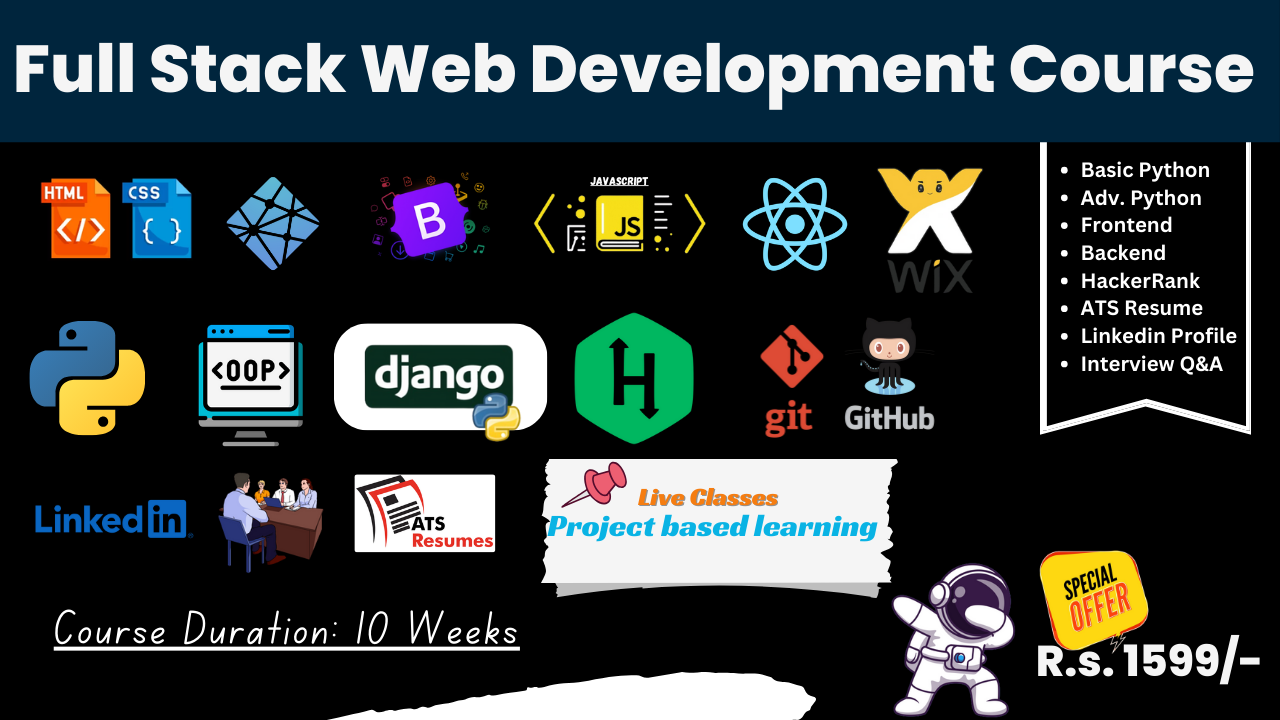 Full Stack Web Development Course
HTML
</>
CSS
{ }
B
JAVASCRIPT
JS
WiX
Basic Python
Adv. Python
Frontend
Backend
HackerRank
ATS Resume
Linkedin Profile
Interview Q&A
<OOP>
django
H
git
GitHub
Linked in
ATS
Resumes
Live Classes
Project based learning
Course Duration: 10 Weeks
SPECIAL
OFFER
R.s. 1599/-